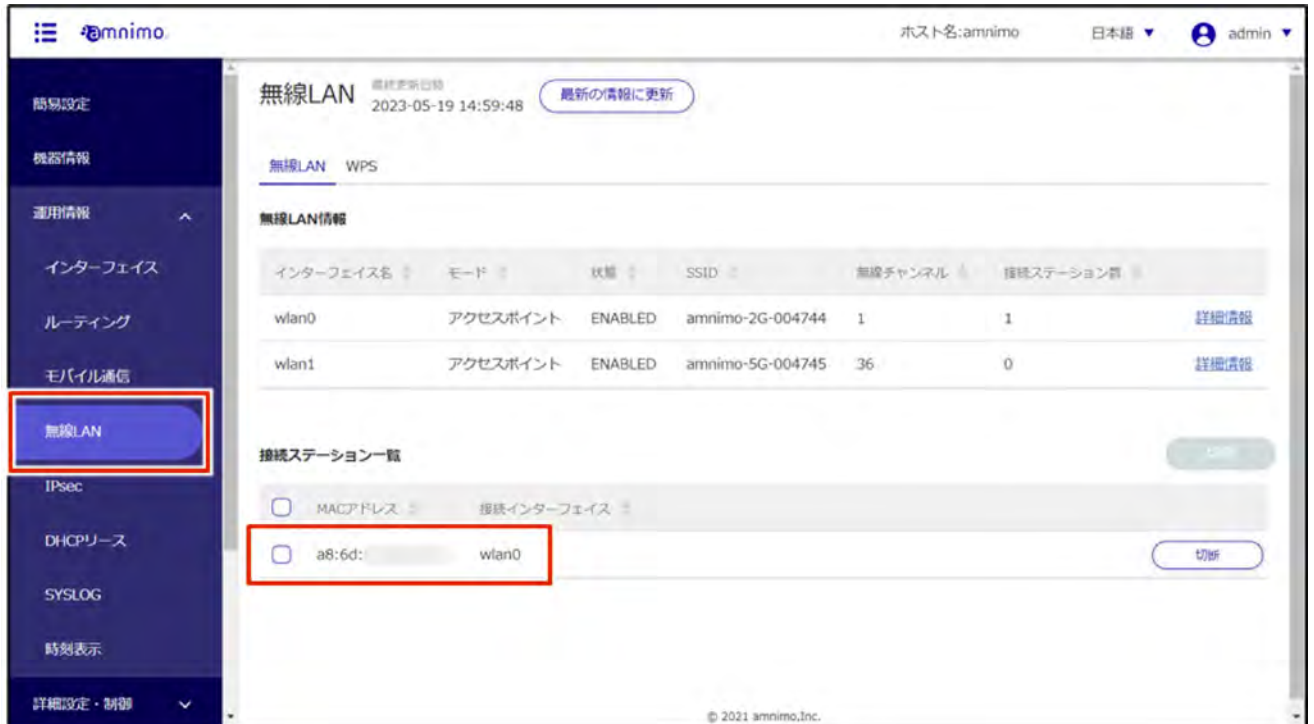 amnimo
ホスト名:amnimo
日本語 ▼
admin ▼
簡易設定
機器情報
運用情報
インターフェイス
ルーティング
モバイル通信
無線LAN
IPsec
DHCPリース
SYSLOG
時刻表示
詳細設定・制御
無線LAN
最終更新日時
2023-05-19 14:59:48
最新の情報に更新
無線LAN WPS
無線LAN情報
インターフェイス名 モード 状態 SSID 無線チャンネル 接続ステーション数
wlan0 アクセスポイント ENABLED amnimo-2G-004744 1 1 詳細情報
wlan1 アクセスポイント ENABLED amnimo-5G-004745 36 0 詳細情報
接続ステーション一覧
MACアドレス 接続インターフェイス
a8:6d: wlan0 切断
© 2021 amnimo,Inc.